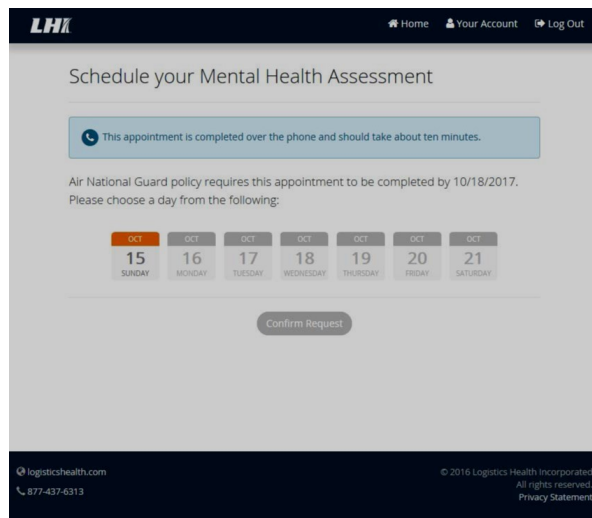 LHI
Home Your Account Log Out
Schedule your Mental Health Assessment
This appointment is completed over the phone and should take about ten minutes.
Air National Guard policy requires this appointment to be completed by 10/18/2017.
Please choose a day from the following:
OCT OCT OCT OCT OCT OCT OCT
15 16 17 18 19 20 21
SUNDAY MONDAY TUESDAY WEDNESDAY THURSDAY FRIDAY SATURDAY
Confirm Request
logisticshealth.com
877-437-6313
© 2016 Logistics Health Incorporated
All rights reserved.
Privacy Statement